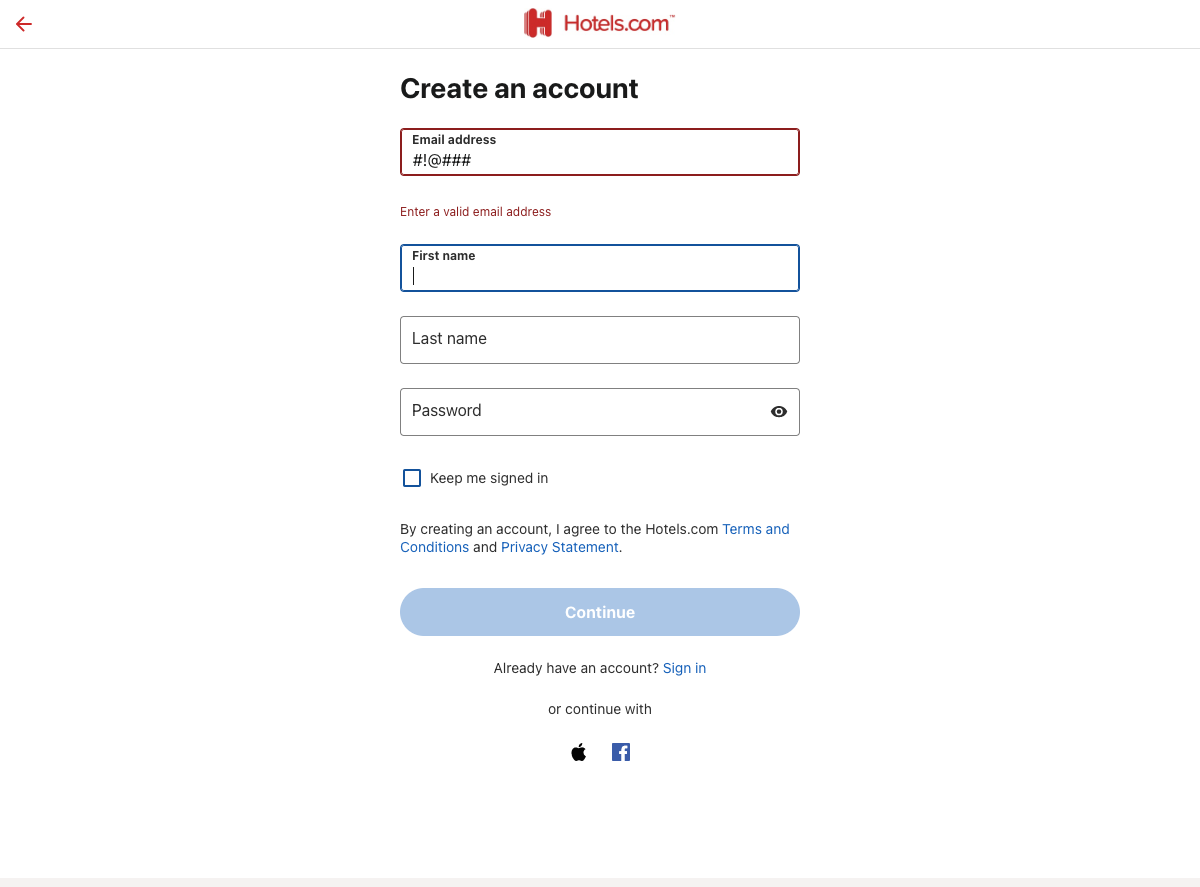 Hotels.com™
Create an account
Email address
#!@###
Enter a valid email address
First name
Last name
Password
Keep me signed in
By creating an account, I agree to the Hotels.com Terms and
Conditions and Privacy Statement.
Continue
Already have an account? Sign in
or continue with